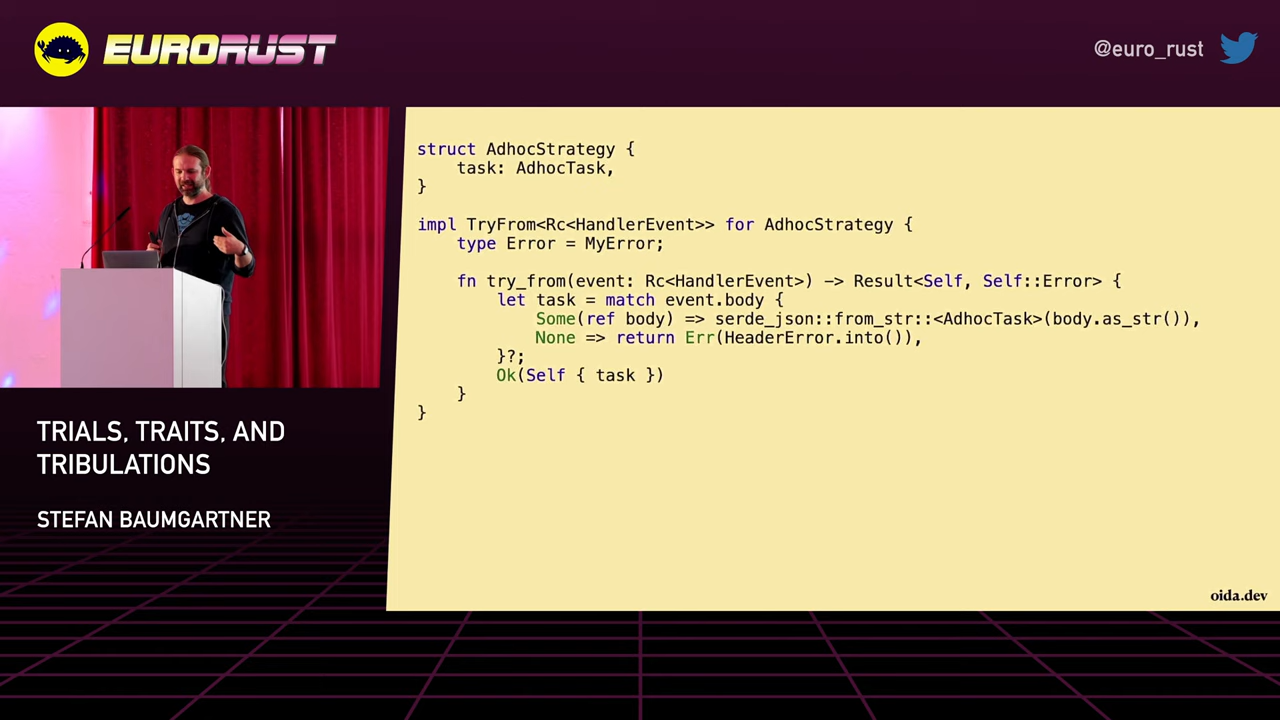 EURORUST
@euro_rust
struct AdhocStrategy {
    task: AdhocTask,
}
impl TryFrom<Rc<HandlerEvent>> for AdhocStrategy {
    type Error = MyError;
    fn try_from(event: Rc<HandlerEvent>) -> Result<Self, Self::Error> {
        let task = match event.body {
            Some(ref body) => serde_json::from_str::<AdhocTask>(body.as_str()),
            None => return Err(HeaderError.into()),
        }?;
        Ok(Self { task })
    }
}
oida.dev
TRIALS, TRAITS, AND
TRIBULATIONS
STEFAN BAUMGARTNER